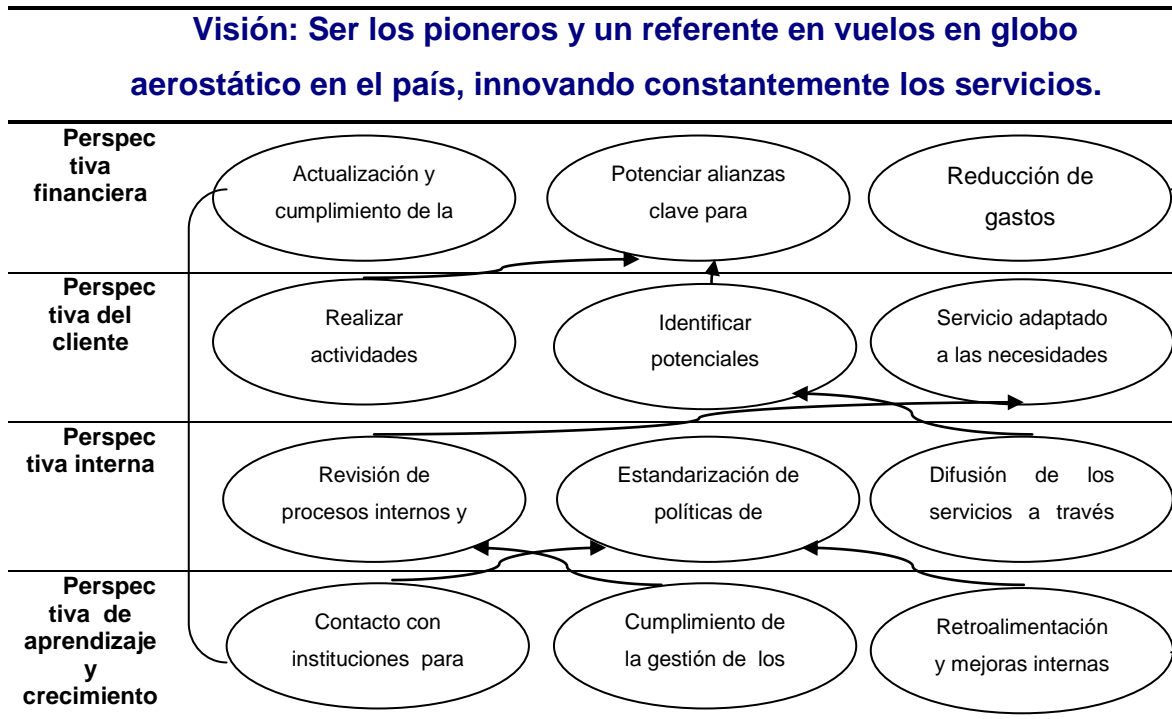 Visión: Ser los pioneros y un referente en vuelos en globo
aerostático en el país, innovando constantemente los servicios.
Perspec
tiva
financiera
Actualización y
cumplimiento de la
Potenciar alianzas
clave para
Reducción de
gastos
Perspec
tiva del
cliente
Realizar
actividades
Identificar
potenciales
Servicio adaptado
a las necesidades
Perspec
tiva interna
Revisión de
procesos internos y
Estandarización de
políticas de
Difusión de los
servicios a través
Perspec
tiva de
aprendizaje
y
crecimiento
Contacto con
instituciones para
Cumplimiento de
la gestión de los
Retroalimentación
y mejoras internas